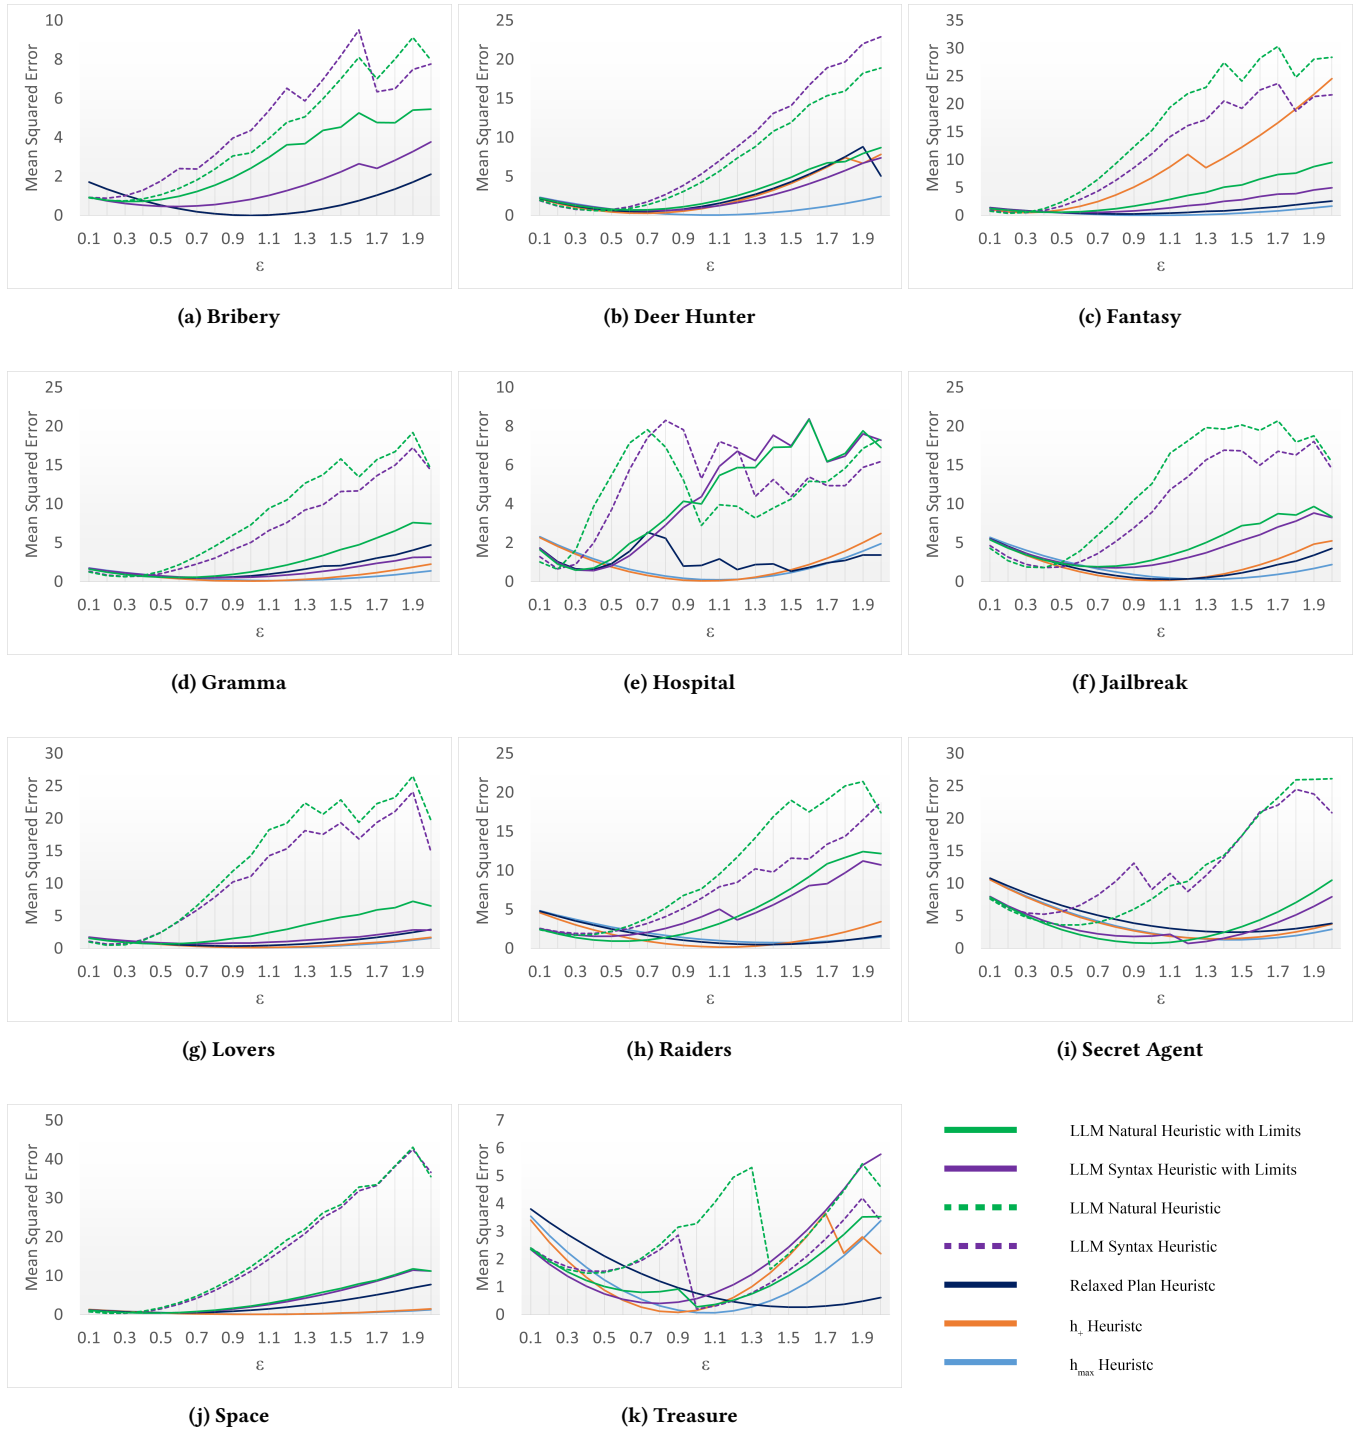 10
8
6
4
2
0
Mean Squared Error
0.1 0.3 0.5 0.7 0.9 1.1 1.3 1.5 1.7 1.9
ε
(a) Bribery
25
20
15
10
5
0
Mean Squared Error
0.1 0.3 0.5 0.7 0.9 1.1 1.3 1.5 1.7 1.9
ε
(b) Deer Hunter
35
30
25
20
15
10
5
0
Mean Squared Error
0.1 0.3 0.5 0.7 0.9 1.1 1.3 1.5 1.7 1.9
ε
(c) Fantasy
25
20
15
10
5
0
Mean Squared Error
0.1 0.3 0.5 0.7 0.9 1.1 1.3 1.5 1.7 1.9
ε
(d) Gramma
10
8
6
4
2
0
Mean Squared Error
0.1 0.3 0.5 0.7 0.9 1.1 1.3 1.5 1.7 1.9
ε
(e) Hospital
25
20
15
10
5
0
Mean Squared Error
0.1 0.3 0.5 0.7 0.9 1.1 1.3 1.5 1.7 1.9
ε
(f) Jailbreak
30
25
20
15
10
5
0
Mean Squared Error
0.1 0.3 0.5 0.7 0.9 1.1 1.3 1.5 1.7 1.9
ε
(g) Lovers
25
20
15
10
5
0
Mean Squared Error
0.1 0.3 0.5 0.7 0.9 1.1 1.3 1.5 1.7 1.9
ε
(h) Raiders
30
25
20
15
10
5
0
Mean Squared Error
0.1 0.3 0.5 0.7 0.9 1.1 1.3 1.5 1.7 1.9
ε
(i) Secret Agent
50
40
30
20
10
0
Mean Squared Error
0.1 0.3 0.5 0.7 0.9 1.1 1.3 1.5 1.7 1.9
ε
(j) Space
7
6
5
4
3
2
1
0
Mean Squared Error
0.1 0.3 0.5 0.7 0.9 1.1 1.3 1.5 1.7 1.9
ε
(k) Treasure
LLM Natural Heuristic with Limits
LLM Syntax Heuristic with Limits
LLM Natural Heuristic
LLM Syntax Heuristic
Relaxed Plan Heuristc
h+ Heuristc
hmax Heuristc